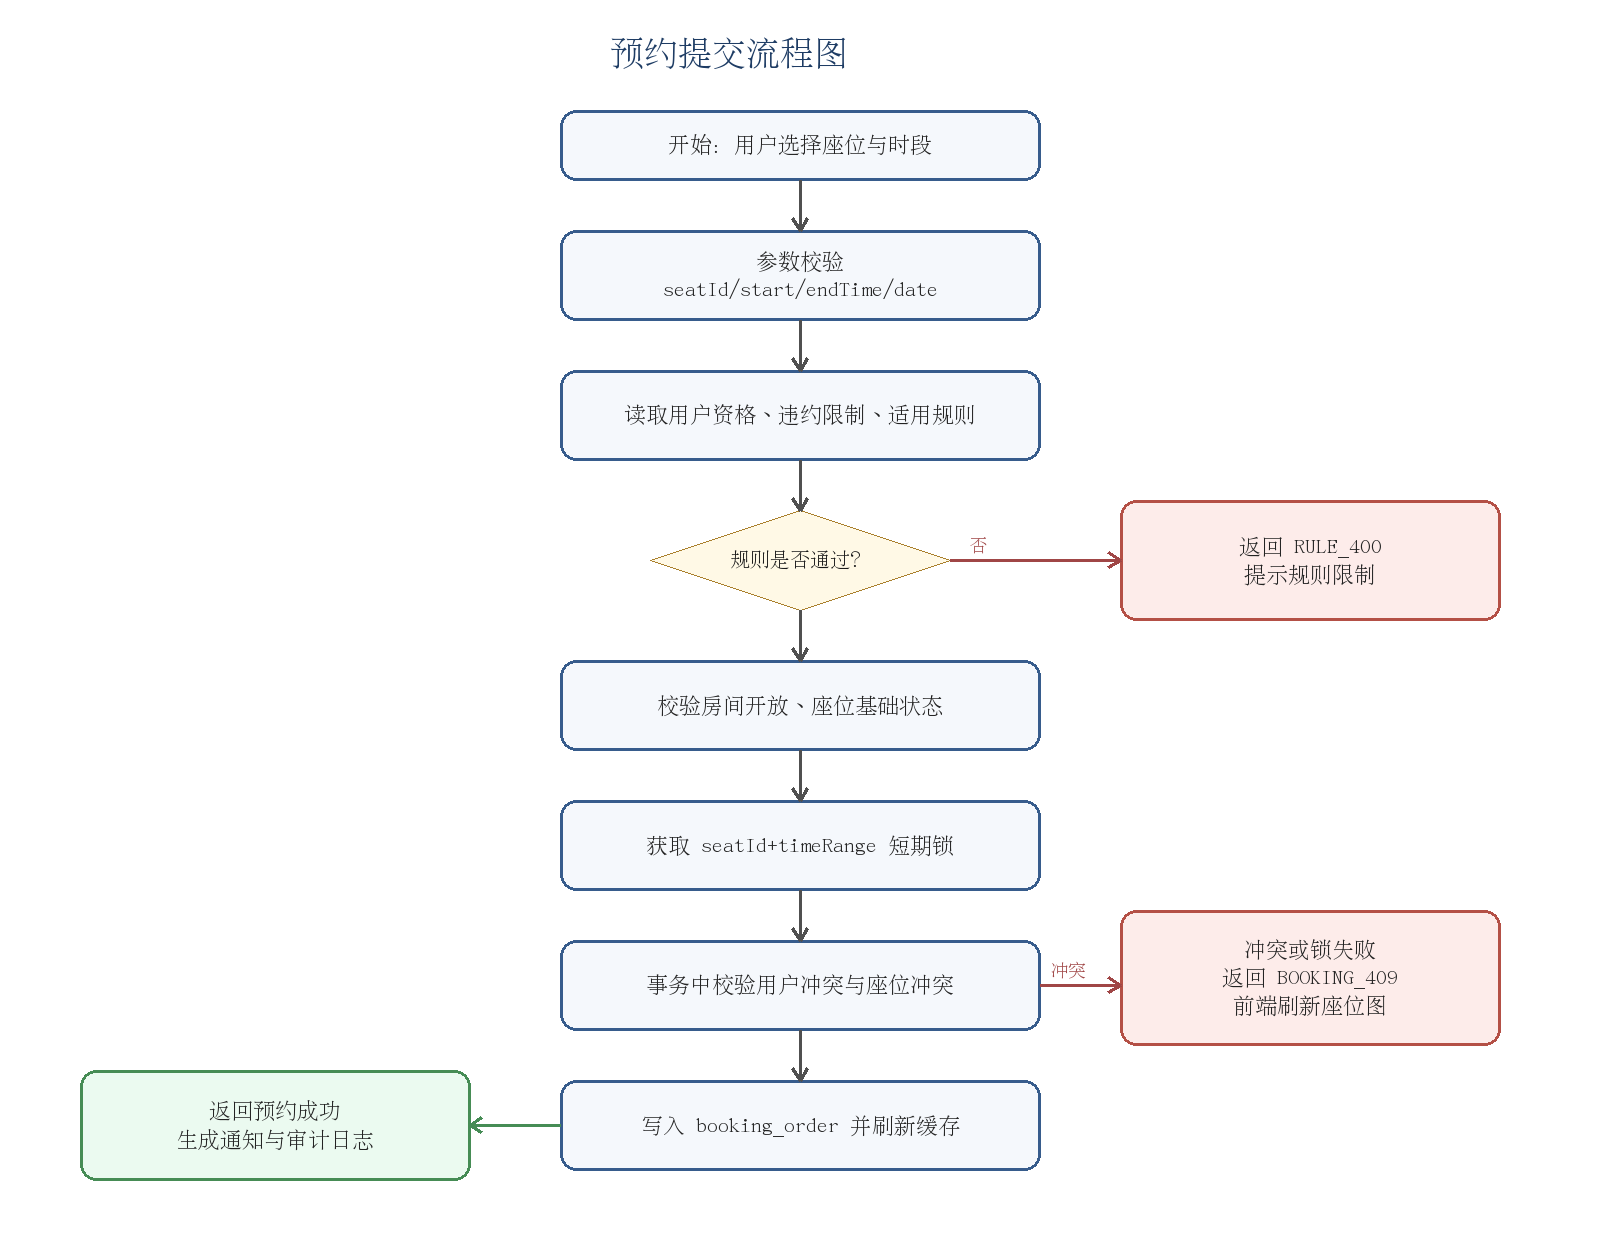 预约提交流程图
开始: 用户选择座位与时段
参数校验
seatId/start/endTime/date
读取用户资格、违约限制、适用规则
规则是否通过?
否
返回 RULE_400
提示规则限制
校验房间开放、座位基础状态
获取 seatId+timeRange 短期锁
事务中校验用户冲突与座位冲突
冲突
冲突或锁失败
返回 BOOKING_409
前端刷新座位图
写入 booking_order 并刷新缓存
返回预约成功
生成通知与审计日志